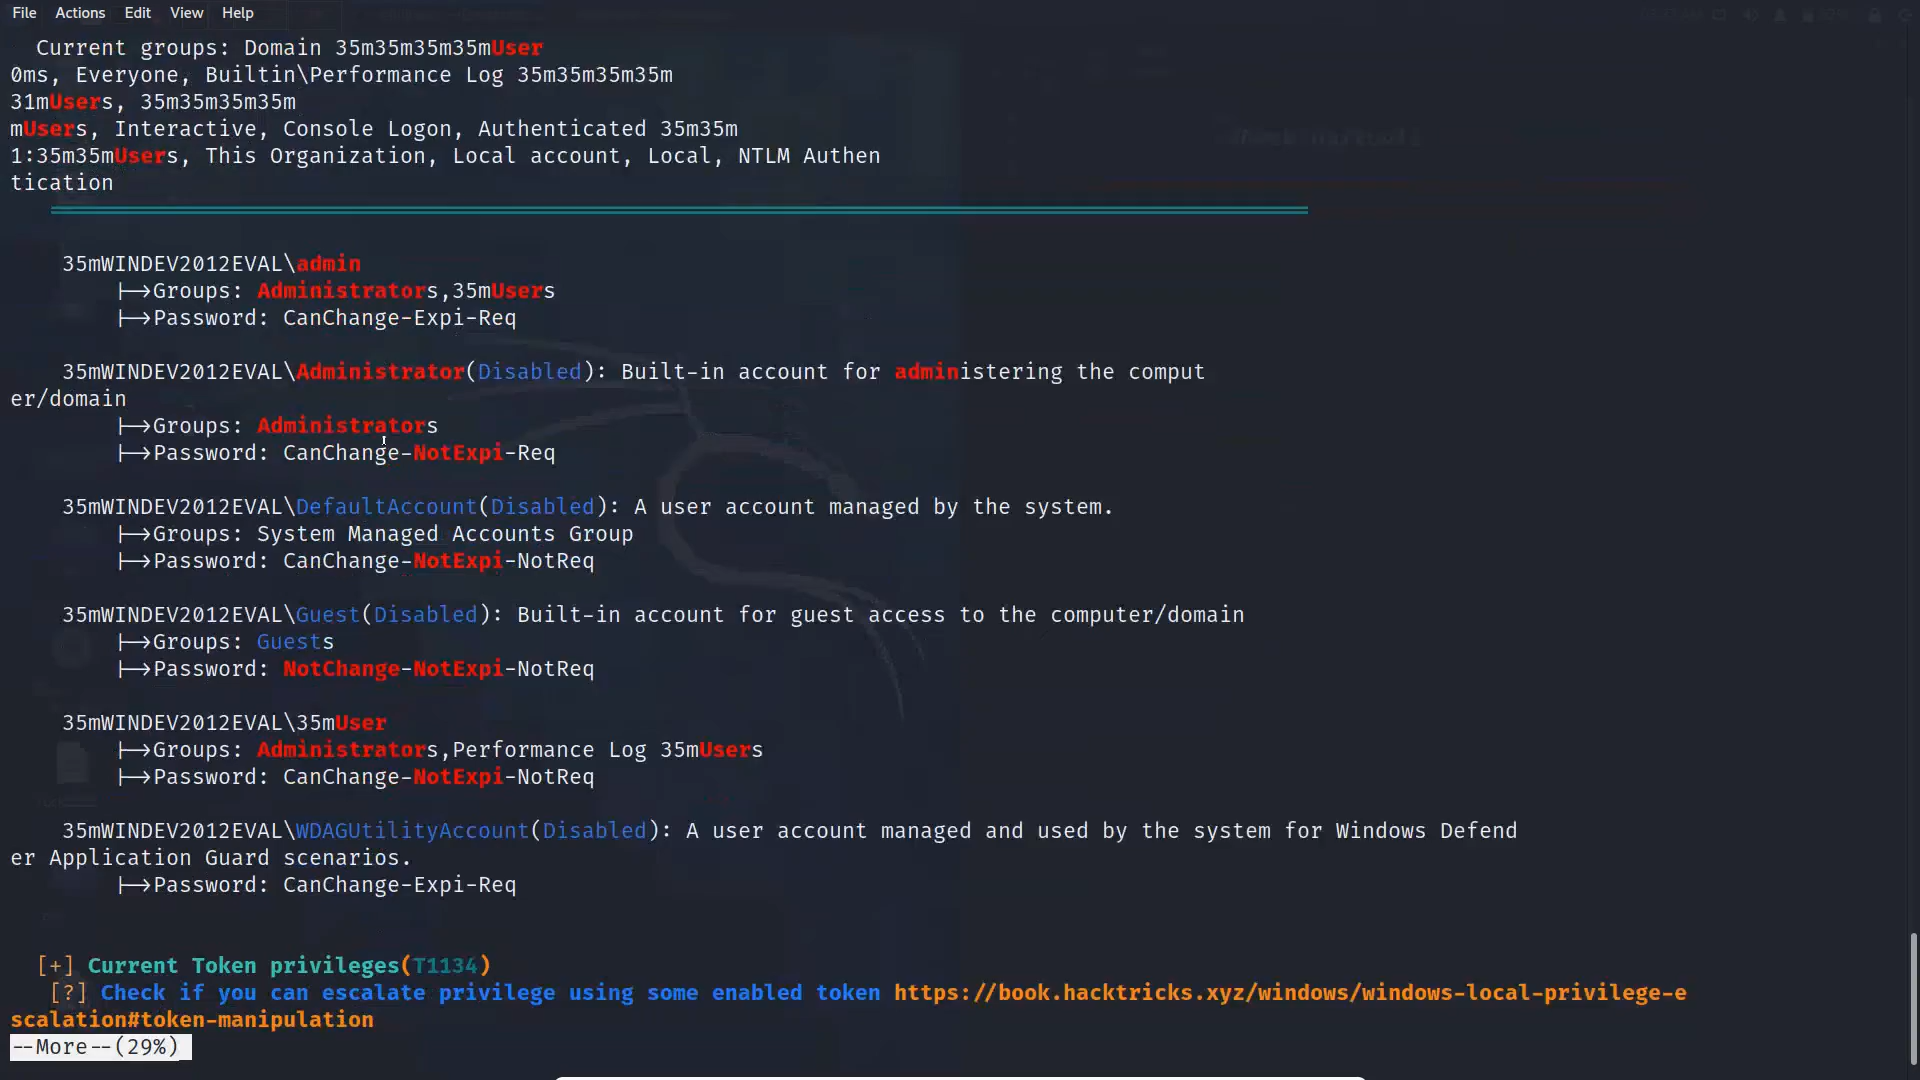 File Actions Edit View Help
Current groups: Domain 35m35m35m35mUser
0ms, Everyone, Builtin\Performance Log 35m35m35m35m
31mUsers, 35m35m35m35m
mUsers, Interactive, Console Logon, Authenticated 35m35m
1:35m35mUsers, This Organization, Local account, Local, NTLM Authen
tication
35mWINDEV2012EVAL\admin
|->Groups: Administrators,35mUsers
|->Password: CanChange-Expi-Req
35mWINDEV2012EVAL\Administrator(Disabled): Built-in account for administering the comput
er/domain
|->Groups: Administrators
|->Password: CanChange-NotExpi-Req
35mWINDEV2012EVAL\DefaultAccount(Disabled): A user account managed by the system.
|->Groups: System Managed Accounts Group
|->Password: CanChange-NotExpi-NotReq
35mWINDEV2012EVAL\Guest(Disabled): Built-in account for guest access to the computer/domain
|->Groups: Guests
|->Password: NotChange-NotExpi-NotReq
35mWINDEV2012EVAL\35mUser
|->Groups: Administrators,Performance Log 35mUsers
|->Password: CanChange-NotExpi-NotReq
35mWINDEV2012EVAL\WDAGUtilityAccount(Disabled): A user account managed and used by the system for Windows Defend
er Application Guard scenarios.
|->Password: CanChange-Expi-Req
[+] Current Token privileges(T1134)
[?] Check if you can escalate privilege using some enabled token https://book.hacktricks.xyz/windows/windows-local-privilege-e
scalation#token-manipulation
--More--(29%)